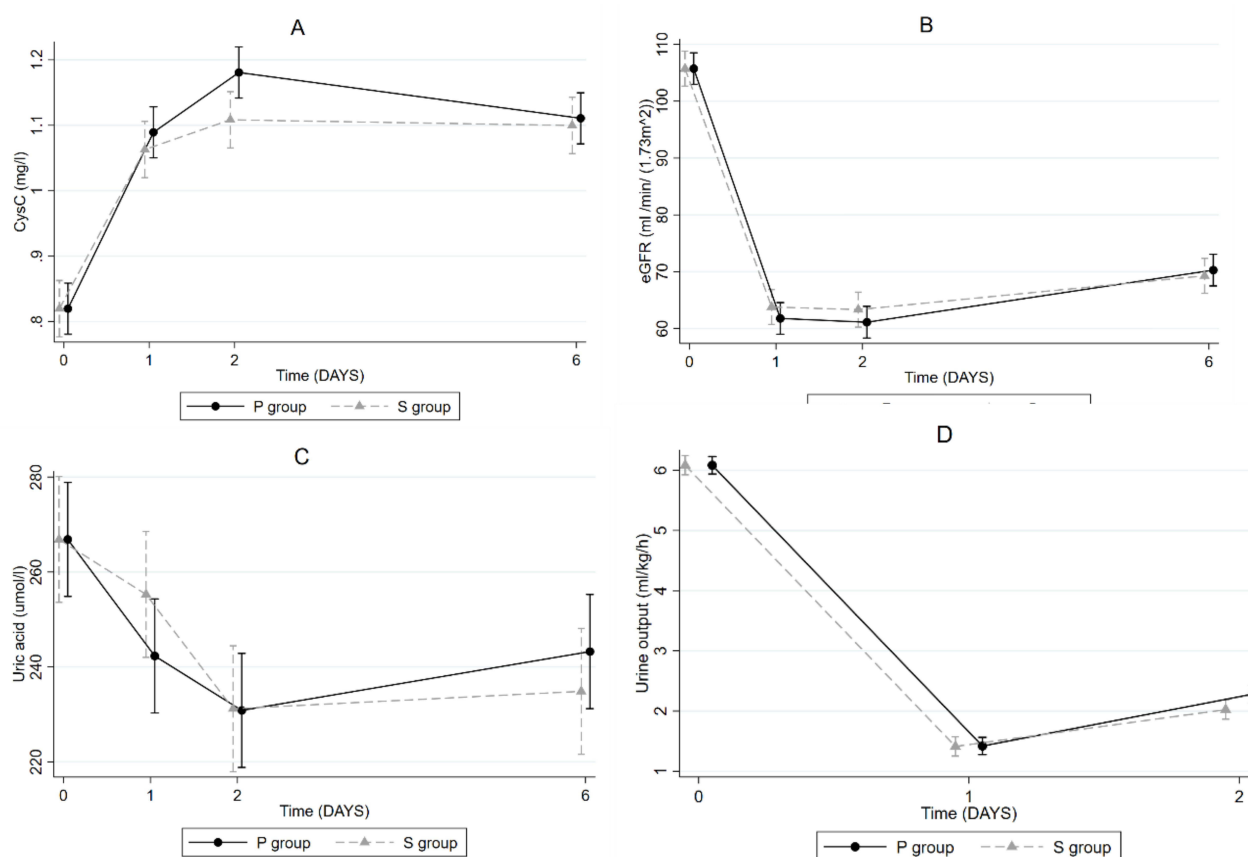 A
CysC (mg/l)
1.2
1.1
1
.9
.8
0 1 2 6
Time (DAYS)
P group S group
B
eGFR (ml /min/ (1.73m^2))
110
100
90
80
70
60
0 1 2 6
Time (DAYS)
C
Uric acid (umol/l)
280
260
240
220
0 1 2 6
Time (DAYS)
P group S group
D
Urine output (ml/kg/h)
6
5
4
3
2
1
0 1 2
Time (DAYS)
P group S group